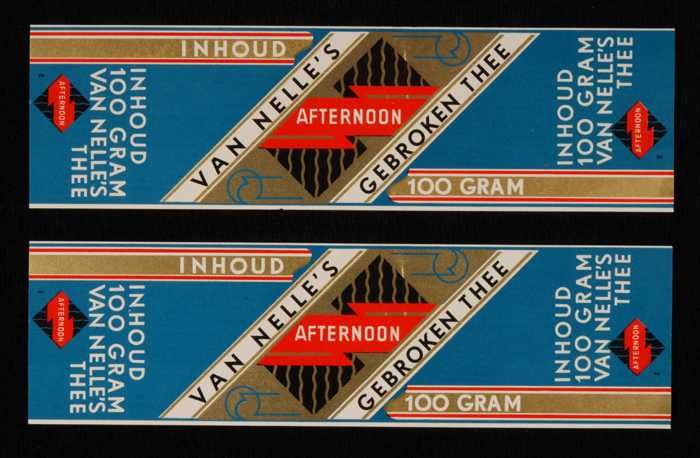 INHOUD
INHOUD
100 GRAM
VAN NELLE'S
THEE
AFTERNOON
VAN NELLE'S
AFTERNOON
GEBROKEN THEE
100 GRAM
INHOUD
100 GRAM
VAN NELLE'S
THEE
AFTERNOON
INHOUD
INHOUD
100 GRAM
VAN NELLE'S
THEE
AFTERNOON
VAN NELLE'S
AFTERNOON
GEBROKEN THEE
100 GRAM
INHOUD
100 GRAM
VAN NELLE'S
THEE
AFTERNOON